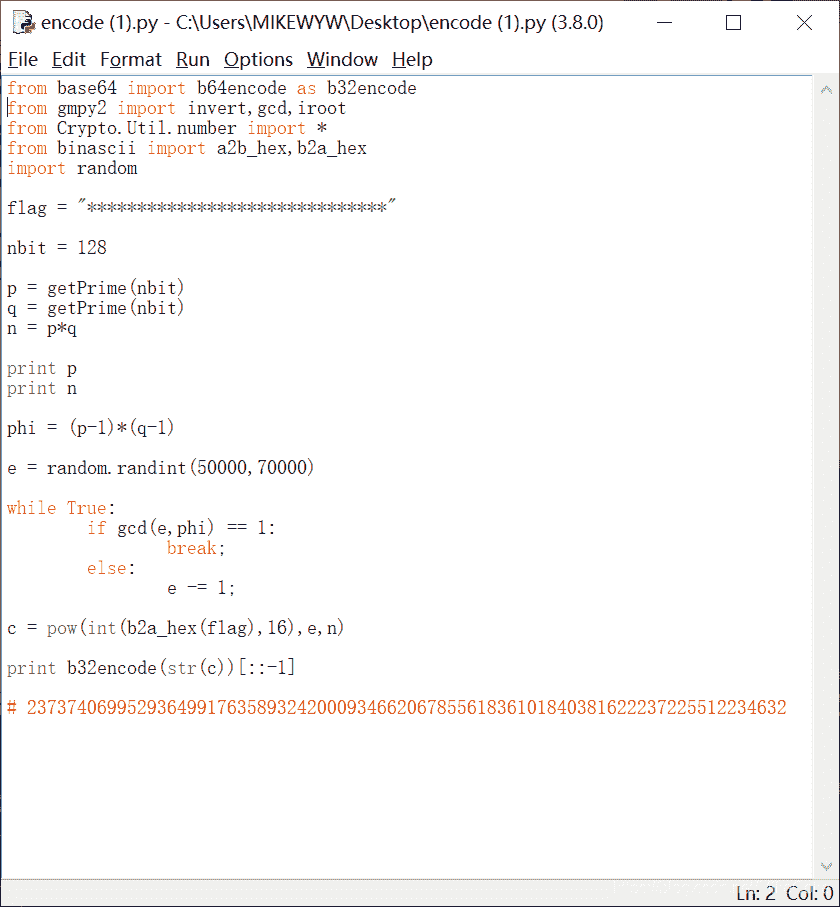 encode (1).py - C:\Users\MIKEWYW\Desktop\encode (1).py (3.8.0)
File Edit Format Run Options Window Help
from base64 import b64encode as b32encode
from gmpy2 import invert,gcd,iroot
from Crypto.Util.number import *
from binascii import a2b_hex,b2a_hex
import random
flag = "******************************"
nbit = 128
p = getPrime(nbit)
q = getPrime(nbit)
n = p*q
print p
print n
phi = (p-1)*(q-1)
e = random.randint(50000,70000)
while True:
        if gcd(e,phi) == 1:
                break;
        else:
                e -= 1;
c = pow(int(b2a_hex(flag),16),e,n)
print b32encode(str(c))[::-1]
# 2373740699529364991763589324200093466206785561836101840381622237225512234632
Ln: 2 Col: 0